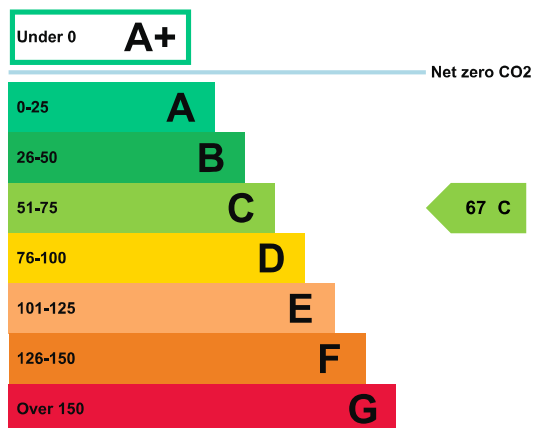 Under 0 A+
Net zero CO2
0-25 A
26-50 B
51-75 C
67 C
76-100 D
101-125 E
126-150 F
Over 150 G